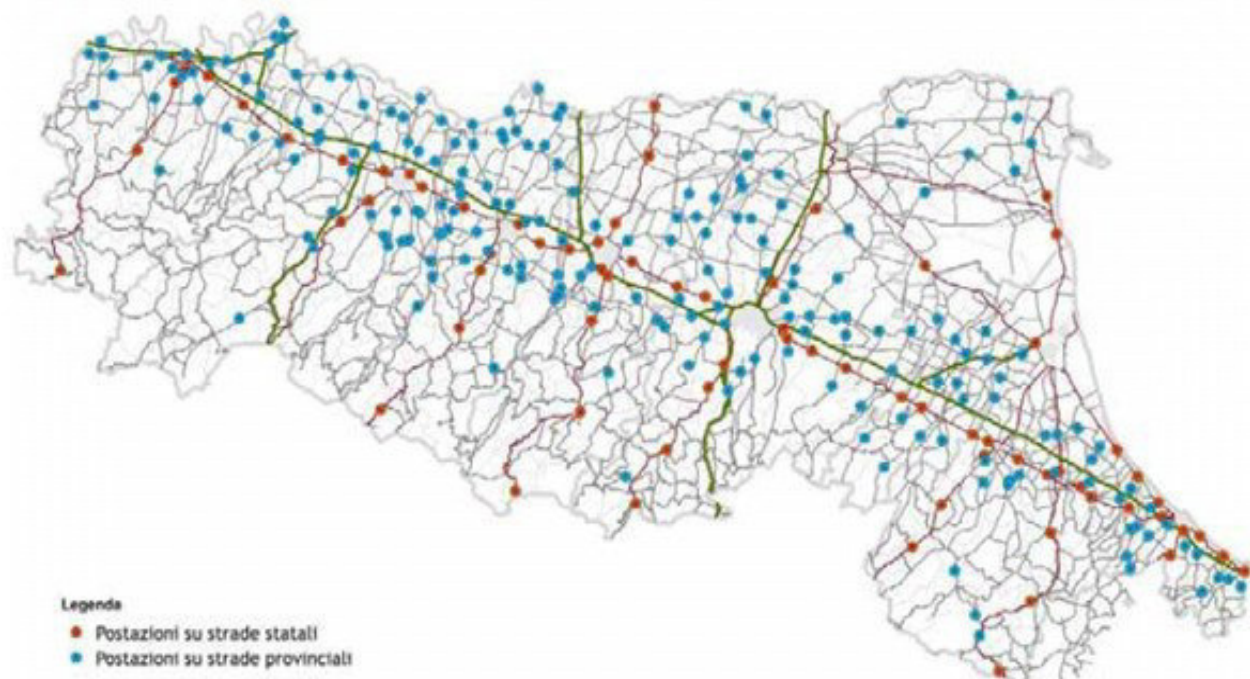 Legenda
Postazioni su strade statali
Postazioni su strade provinciali